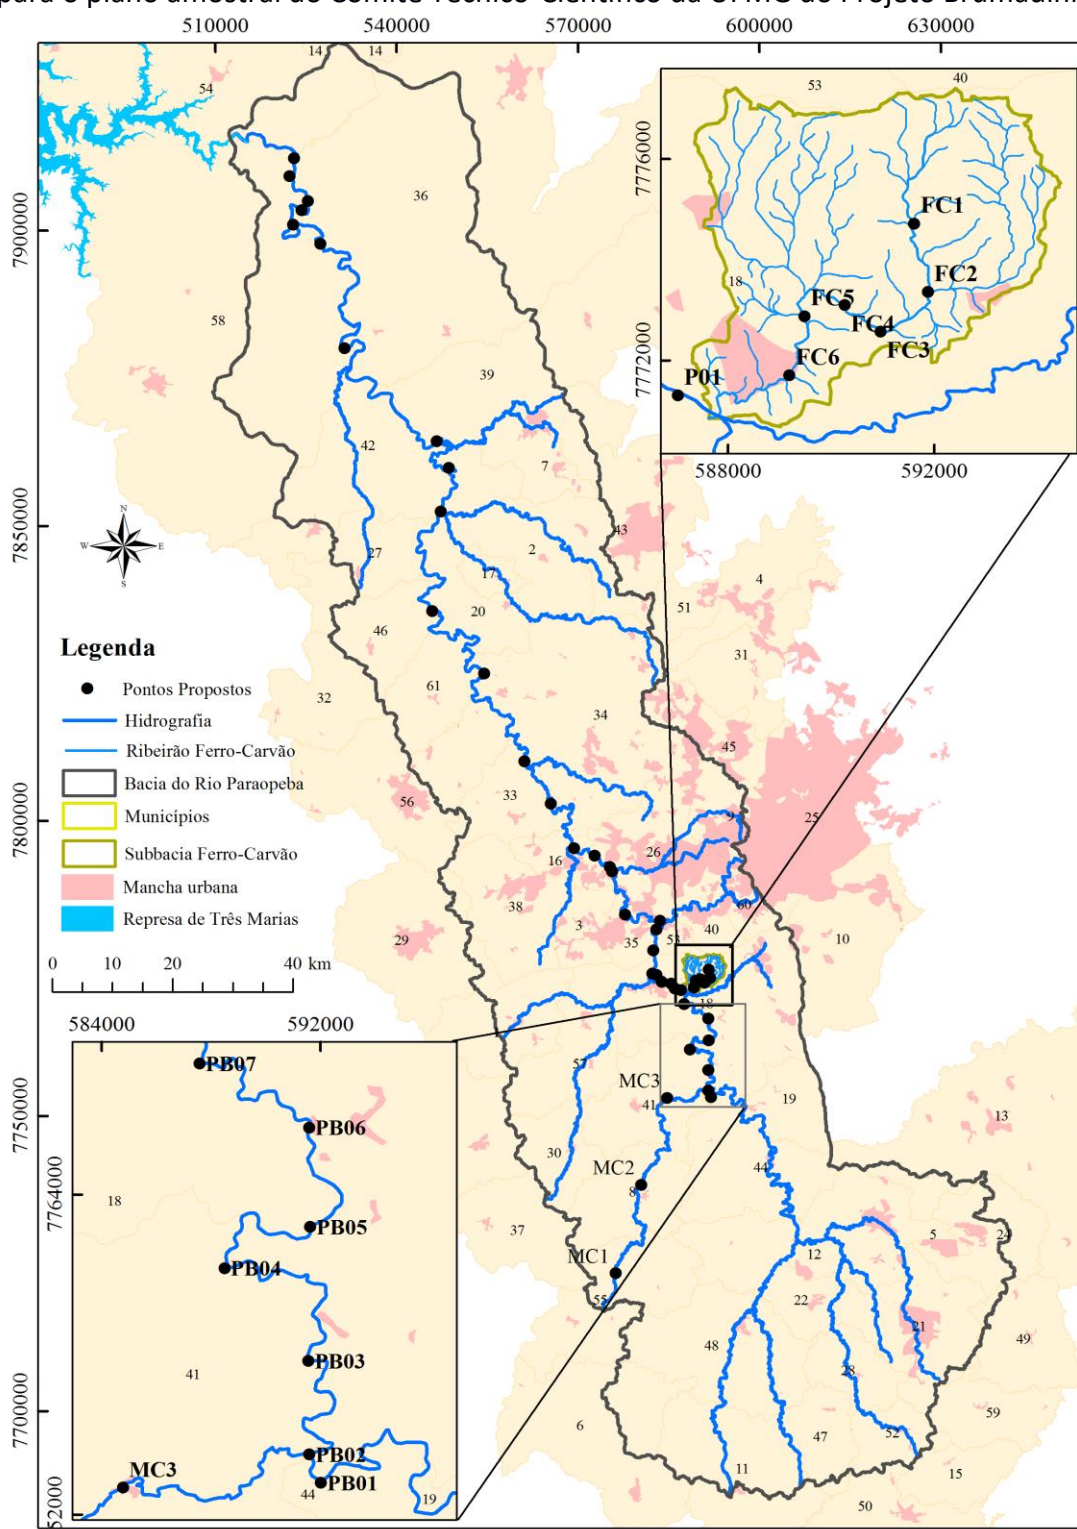 para o plano amostral do Comitê Técnico-Científico da UFMG do Projeto Brumadinho
510000 540000 570000 600000 630000
7900000
7850000
7800000
7750000
7700000
14 14
54
36
58
39
42
7
43
2
27
17
20
46
4
51
31
61
32
34
45
33
56
25
9
26
16
38
60
3
35
53
40
29
10
18
57
MC3
41
19
13
30
44
MC2
8
37
5
24
12
MC1
55
22
21
49
48
28
59
6
47
52
11
15
50
53
40
7776000
FC1
18
FC2
FC5
FC4
FC3
FC6
7772000
P01
588000 592000
N
W E
S
Legenda
Pontos Propostos
Hidrografia
Ribeirão Ferro-Carvão
Bacia do Rio Paraopeba
Municípios
Subbacia Ferro-Carvão
Mancha urbana
Represa de Três Marias
0 10 20 40 km
584000 592000
PB07
PB06
7764000
18
PB05
PB04
41
PB03
PB02
MC3
PB01
44
19
52000